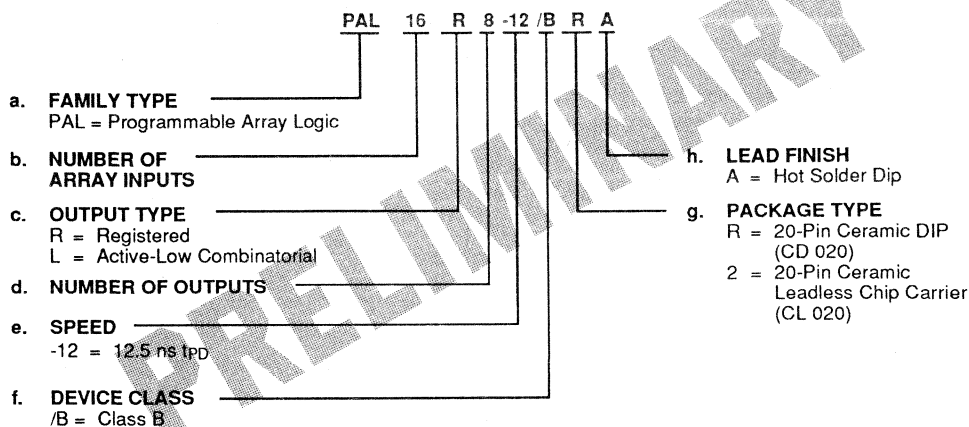 PAL 16 R 8 -12 /B R A
a. FAMILY TYPE
PAL = Programmable Array Logic
b. NUMBER OF
ARRAY INPUTS
c. OUTPUT TYPE
R = Registered
L = Active-Low Combinatorial
d. NUMBER OF OUTPUTS
e. SPEED
-12 = 12.5 ns tPD
f. DEVICE CLASS
/B = Class B
h. LEAD FINISH
A = Hot Solder Dip
g. PACKAGE TYPE
R = 20-Pin Ceramic DIP
(CD 020)
2 = 20-Pin Ceramic
Leadless Chip Carrier
(CL 020)
PRELIMINARY